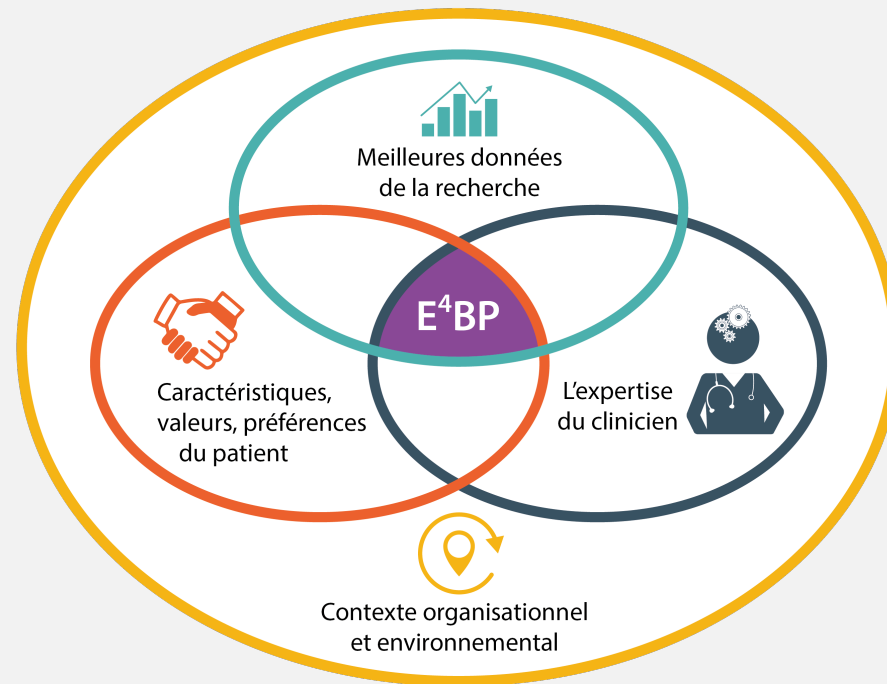 Meilleures données
de la recherche
E⁴BP
Caractéristiques,
valeurs, préférences
du patient
L’expertise
du clinicien
Contexte organisationnel
et environnemental